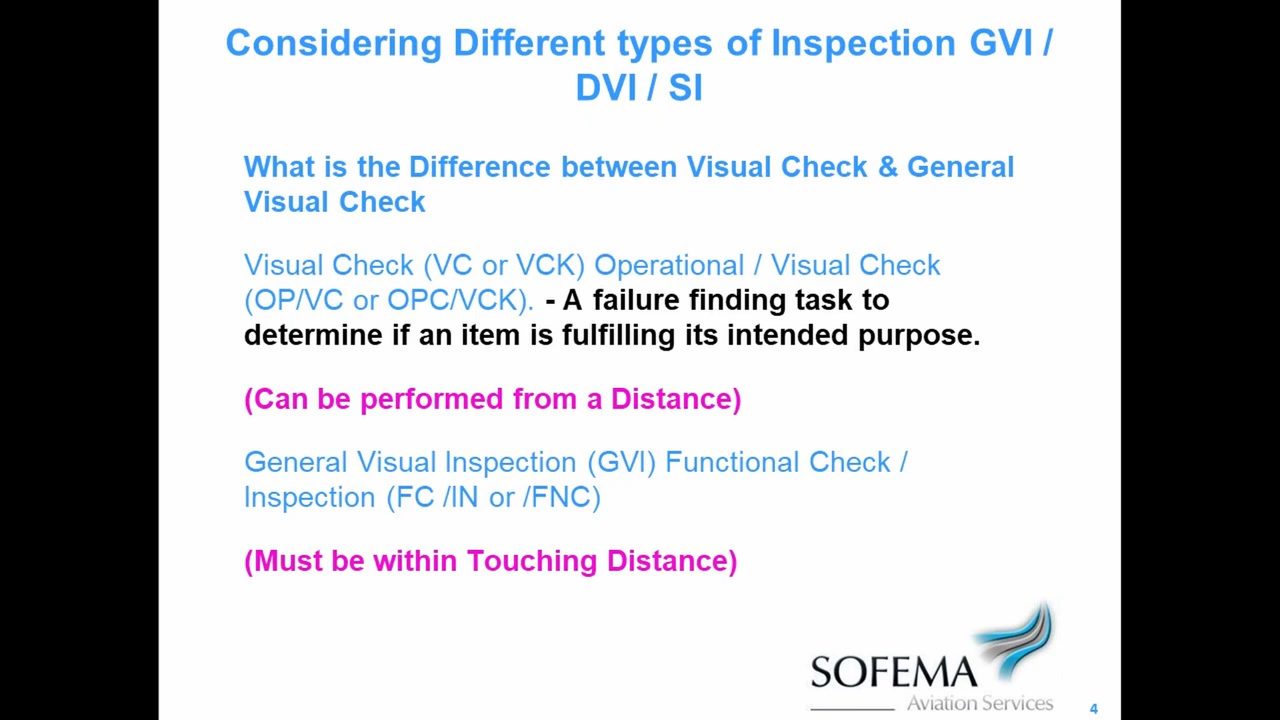 Considering Different types of Inspection GVI /
DVI / SI
What is the Difference between Visual Check & General
Visual Check
Visual Check (VC or VCK) Operational / Visual Check
(OP/VC or OPC/VCK). - A failure finding task to
determine if an item is fulfilling its intended purpose.
(Can be performed from a Distance)
General Visual Inspection (GVI) Functional Check /
Inspection (FC /IN or /FNC)
(Must be within Touching Distance)
SOFEMA
Aviation Services
4